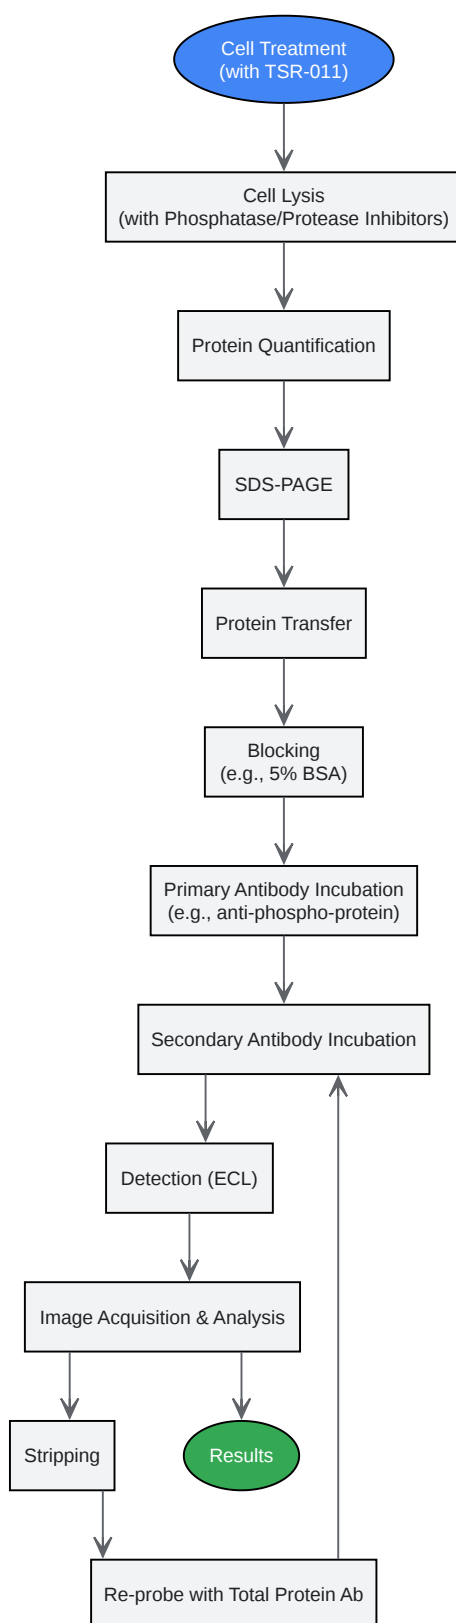 Cell Treatment
(with TSR-011)
Cell Lysis
(with Phosphatase/Protease Inhibitors)
Protein Quantification
SDS-PAGE
Protein Transfer
Blocking
(e.g., 5% BSA)
Primary Antibody Incubation
(e.g., anti-phospho-protein)
Secondary Antibody Incubation
Detection (ECL)
Image Acquisition & Analysis
Stripping
Results
Re-probe with Total Protein Ab